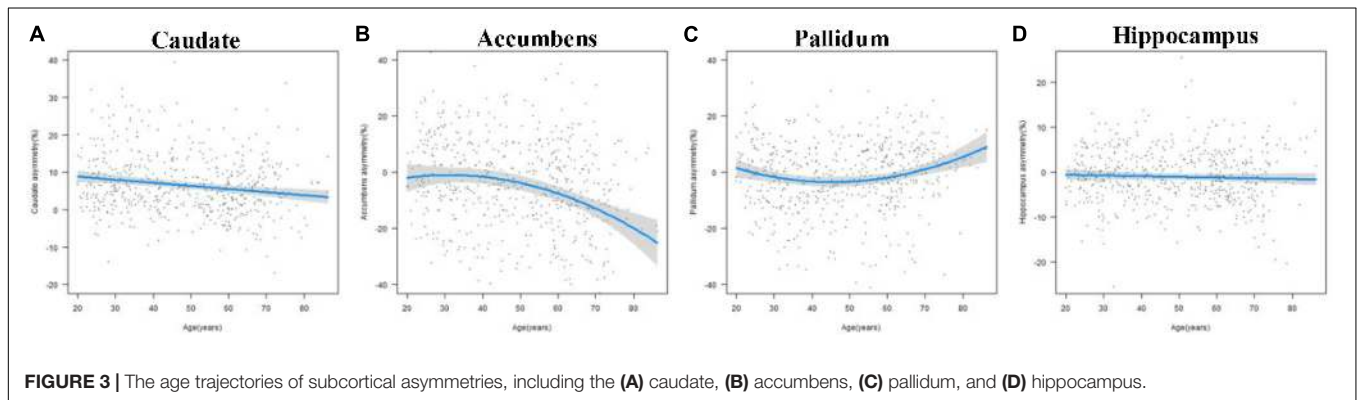 A Caudate B Accumbens C Pallidum D Hippocampus
Caudate asymmetry(%)
40
30
20
10
0
-10
-20
20 30 40 50 60 70 80
Age(years)
Accumbens asymmetry(%)
40
20
0
-20
-40
20 30 40 50 60 70 80
Age(years)
Pallidum asymmetry(%)
40
20
0
-20
-40
20 30 40 50 60 70 80
Age(years)
Hippocampus asymmetry(%)
20
10
0
-10
-20
20 30 40 50 60 70 80
Age(years)
FIGURE 3 | The age trajectories of subcortical asymmetries, including the (A) caudate, (B) accumbens, (C) pallidum, and (D) hippocampus.